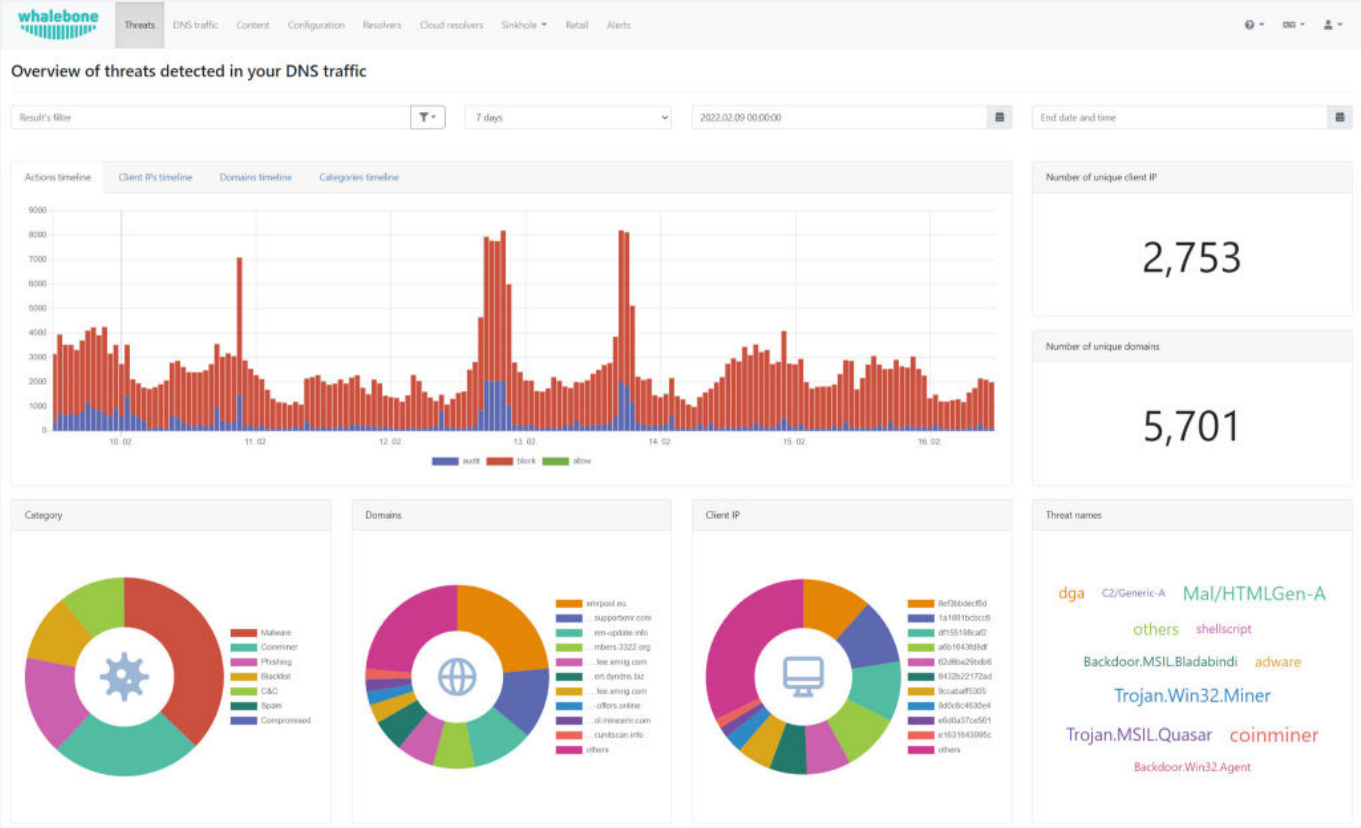 whalebone
Threats DNS traffic Content Configuration Resolvers Cloud resolvers Sinkhole Retail Alerts
Overview of threats detected in your DNS traffic
Result's filter
7 days
2022.02.09 00:00:00
End date and time
Actions timeline Client IPs timeline Domains timeline Categories timeline
9000
8000
7000
6000
5000
4000
3000
2000
1000
0
10. 02. 11. 02. 12. 02. 13. 02. 14. 02. 15. 02. 16. 02.
audit block allow
Number of unique client IP
2,753
Number of unique domains
5,701
Category
Malware
Coinminer
Phishing
Blacklist
C&C
Spam
Compromised
Domains
xmrpool.eu
...supportxmr.com
...em-update.info
...mbers.3322.org
...fee.xmrig.com
...ert.dyndns.biz
...fee.xmrig.com
...-offers.online
...ol.minexmr.com
...cunitscan.info
others
Client IP
8ef3bbdecf5d
1a1881bcbcc6
df155198caf2
a0b1643fd8df
62d6ba29bdb6
8432b22172ad
9ccabaff5305
8d0c6c4630e4
e6d0a37ce561
e1631643995c
others
Threat names
dga C2/Generic-A Mal/HTMLGen-A
others shellscript
Backdoor.MSIL.Bladabindi adware
Trojan.Win32.Miner
Trojan.MSIL.Quasar coinminer
Backdoor.Win32.Agent